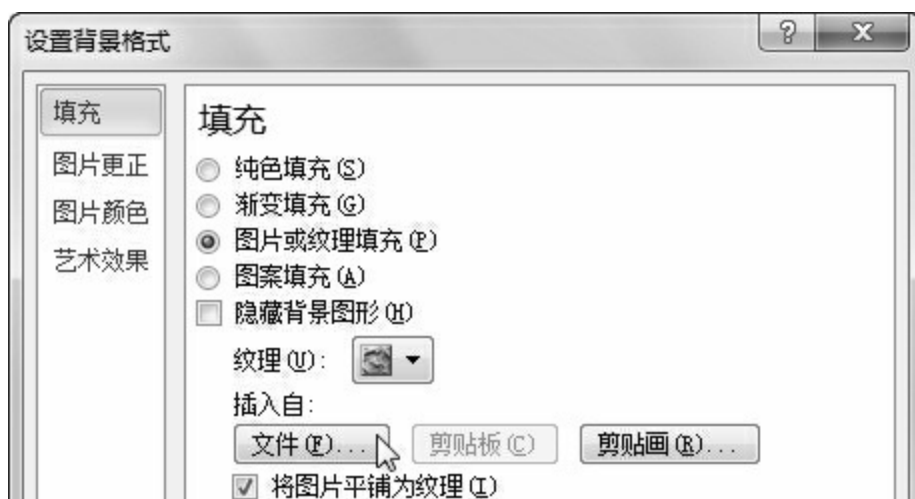 设置背景格式
填充
图片更正
图片颜色
艺术效果
填充
纯色填充(S)
渐变填充(G)
图片或纹理填充(P)
图案填充(A)
隐藏背景图形(H)
纹理(U):
插入自:
文件(F)... 剪贴板(C) 剪贴画(R)...
将图片平铺为纹理(I)